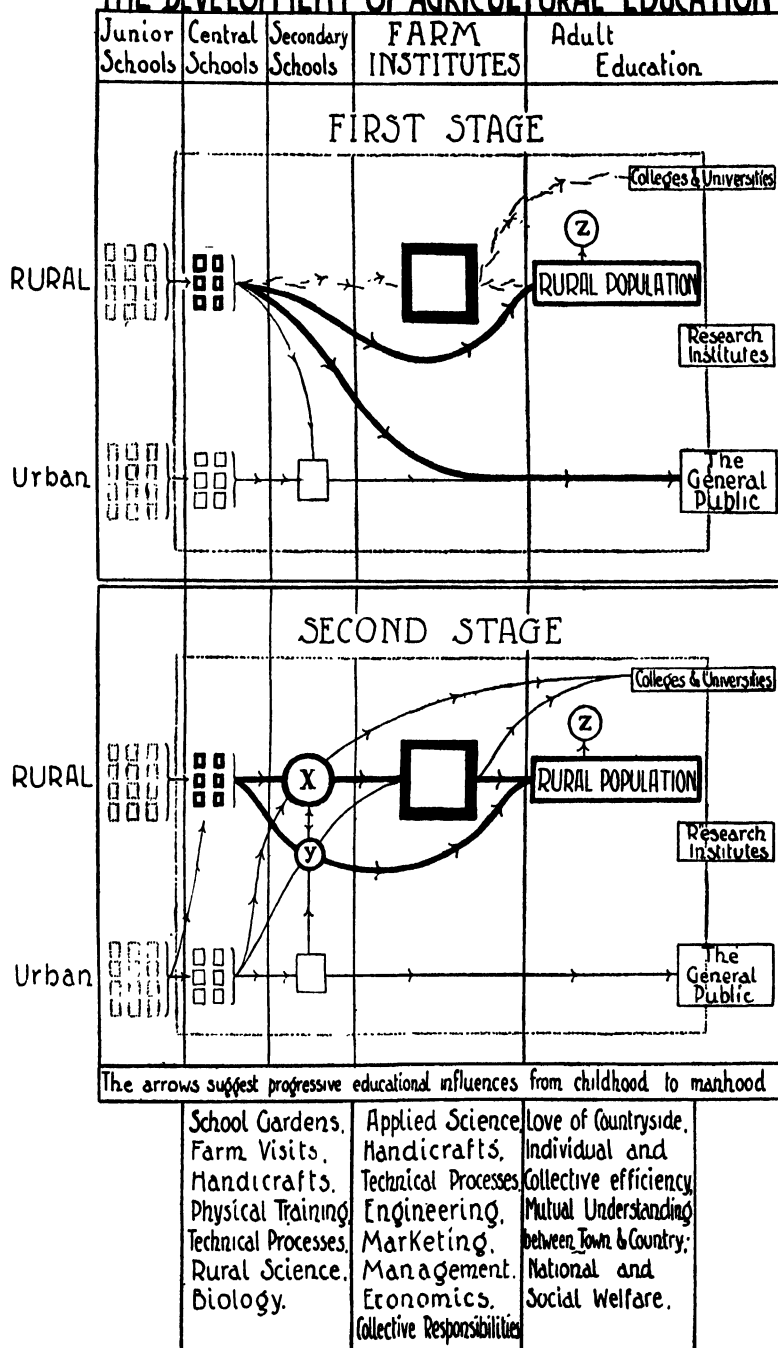 THE DEVELOPMENT OF AGRICULTURAL EDUCATION
Junior Schools
Central Schools
Secondary Schools
FARM INSTITUTES
Adult Education
FIRST STAGE
Colleges & Universities
Z
RURAL
RURAL POPULATION
Research
Institutes
Urban
The
General
Public
SECOND STAGE
Colleges & Universities
Z
RURAL
X
RURAL POPULATION
y
Research
Institutes
Urban
The
General
Public
The arrows suggest progressive educational influences from childhood to manhood
School Gardens,
Farm Visits,
Handicrafts,
Physical Training,
Technical Processes,
Rural Science,
Biology.
Applied Science,
Handicrafts,
Technical Processes,
Engineering,
Marketing,
Management.
Economics,
Collective Responsibilities
Love of Countryside,
Individual and
Collective efficiency,
Mutual Understanding
between Town & Country;
National and
Social Welfare.